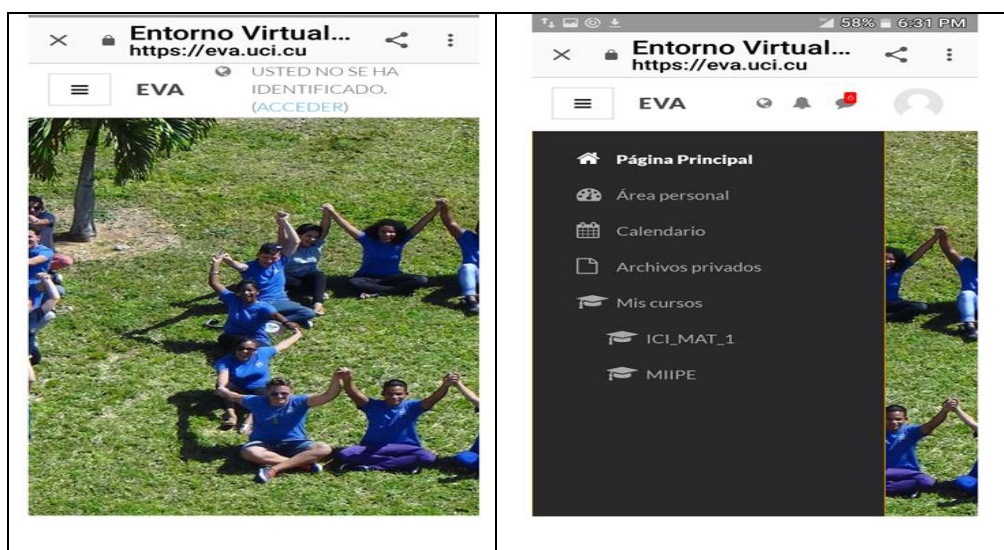 Entorno Virtual...
https://eva.uci.cu
EVA
USTED NO SE HA
IDENTIFICADO.
(ACCEDER)
58% 6:31 PM
Entorno Virtual...
https://eva.uci.cu
EVA
6
Página Principal
Área personal
Calendario
Archivos privados
Mis cursos
ICI_MAT_1
MIIPE